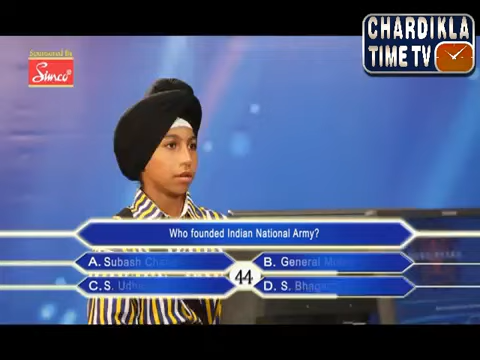 Sponsored By
Simco
CHARDIKLA
TIME TV
Who founded Indian National Army?
A. Subash
B. General
44
C. S.
D. S.